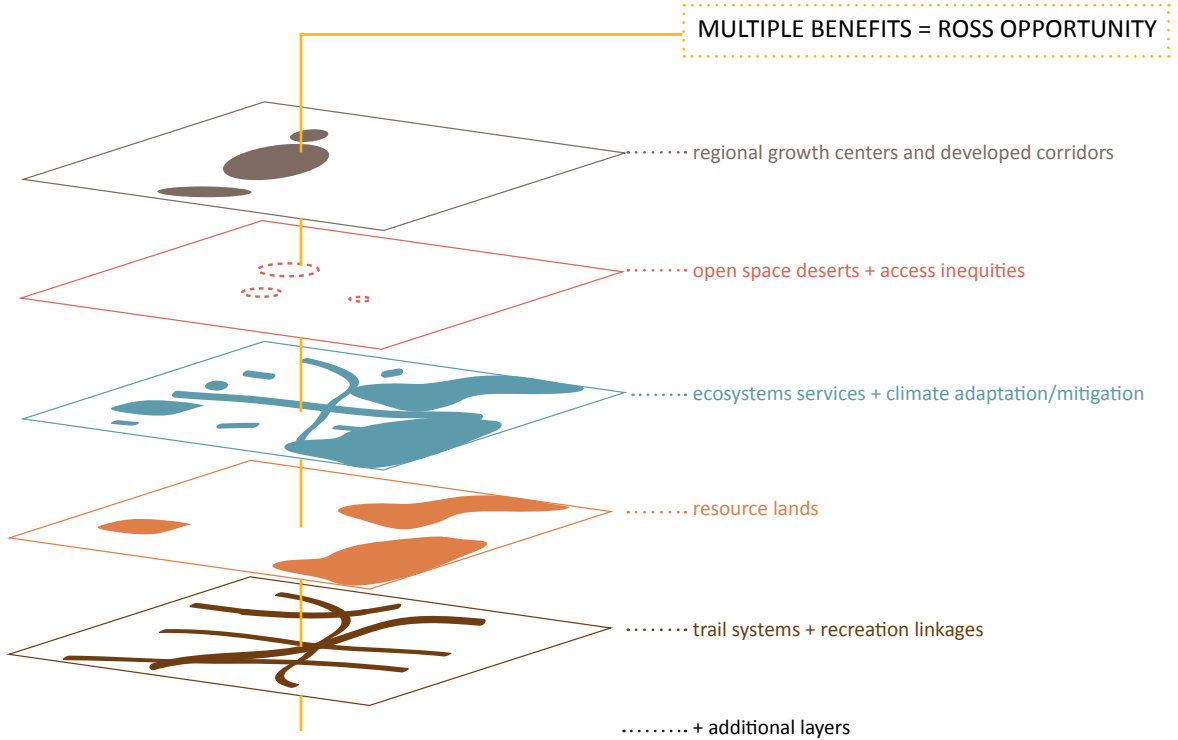 MULTIPLE BENEFITS = ROSS OPPORTUNITY
regional growth centers and developed corridors
open space deserts + access inequities
ecosystems services + climate adaptation/mitigation
resource lands
trail systems + recreation linkages
+ additional layers